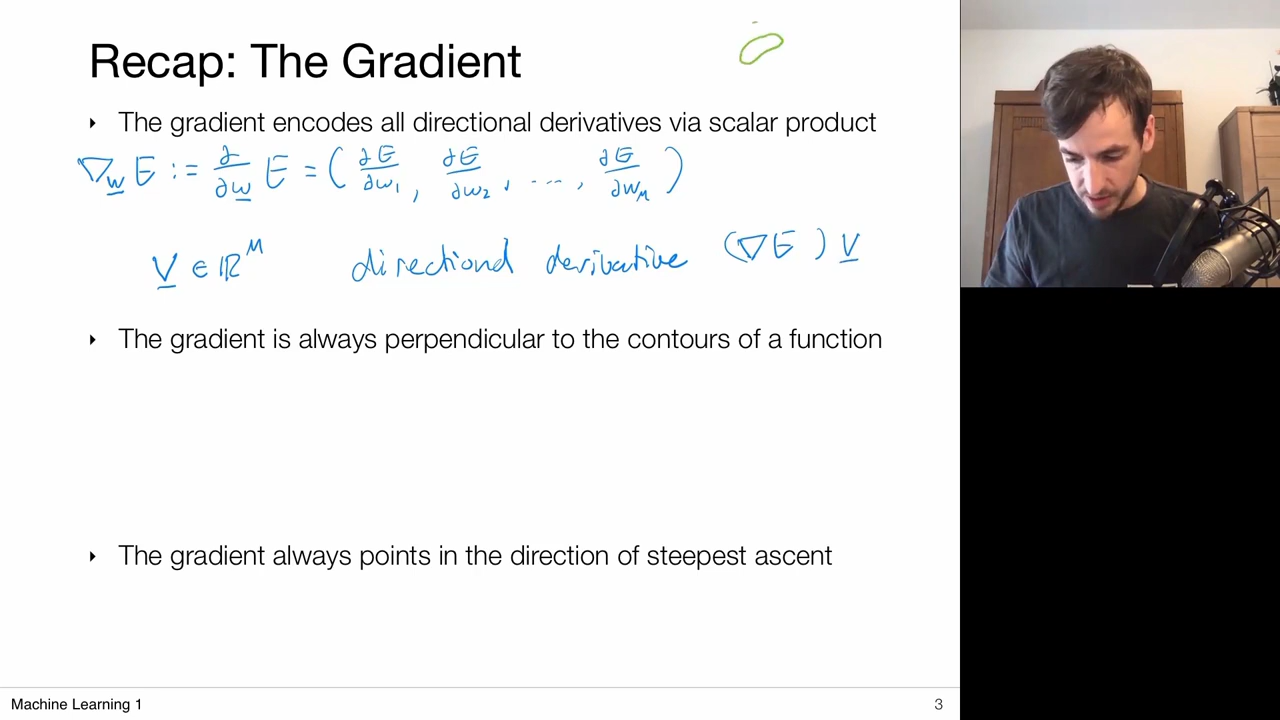 Recap: The Gradient
‣ The gradient encodes all directional derivatives via scalar product
∇_w E := ∂/∂w E = ( ∂E/∂w₁ , ∂E/∂w₂ , ... , ∂E/∂w_M )
v ∈ ℝ^M directional derivative (∇E) v
‣ The gradient is always perpendicular to the contours of a function
‣ The gradient always points in the direction of steepest ascent
Machine Learning 1 3